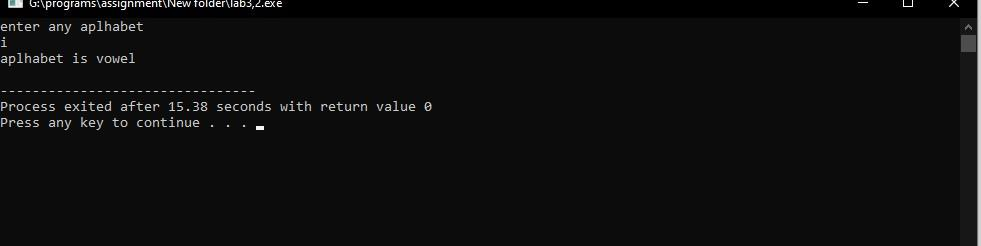 G:\programs\assignment\New folder\lab3,2.exe
enter any aplhabet
i
aplhabet is vowel
--------------------------------
Process exited after 15.38 seconds with return value 0
Press any key to continue . . .